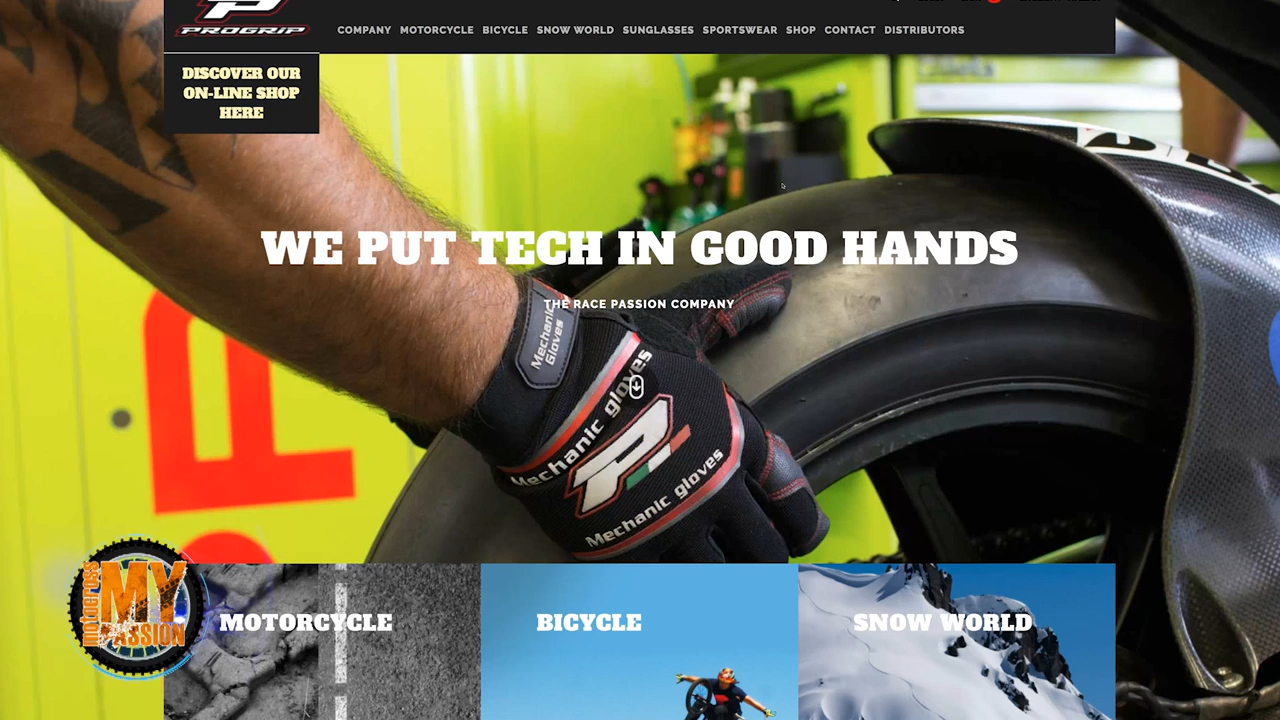 PROGRIP
COMPANY MOTORCYCLE BICYCLE SNOW WORLD SUNGLASSES SPORTSWEAR SHOP CONTACT DISTRIBUTORS
DISCOVER OUR
ON-LINE SHOP
HERE
WE PUT TECH IN GOOD HANDS
THE RACE PASSION COMPANY
Mechanic
Gloves
Mechanic gloves
Mechanic gloves
MOTORCYCLE
BICYCLE
SNOW WORLD
motocross
MY
PASSION